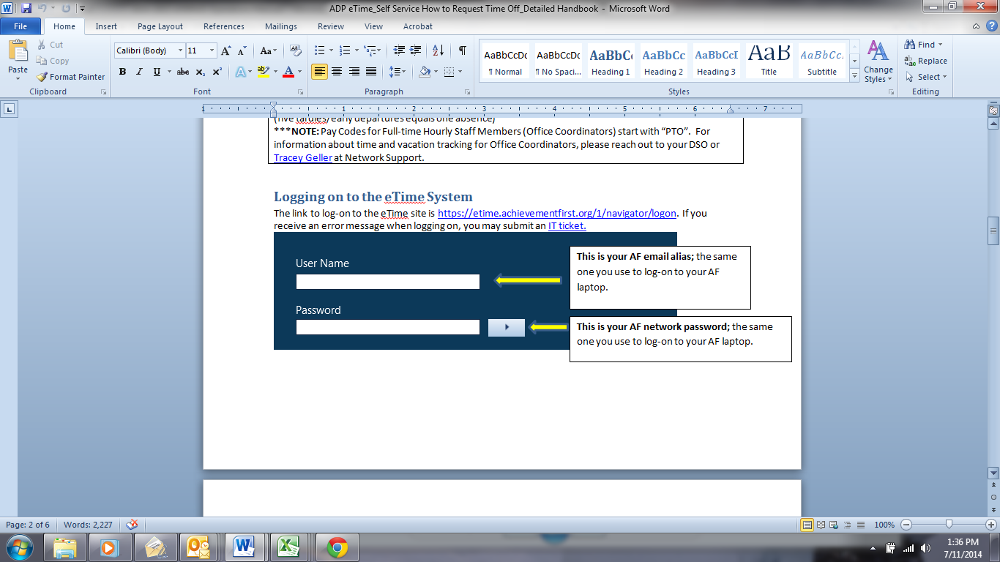 ADP eTime_Self Service How to Request Time Off_Detailed Handbook - Microsoft Word
File Home Insert Page Layout References Mailings Review View Acrobat
Paste
Cut
Copy
Format Painter
Clipboard
Calibri (Body) 11
Font
Paragraph
AaBbCcDc AaBbCcDc AaBbCc AaBbCc AaBbCcI AaB AaBbCc.
¶ Normal ¶ No Spaci... Heading 1 Heading 2 Heading 3 Title Subtitle
Change Styles
Styles
Find
Replace
Select
Editing
1 1 2 3 4 5 6 7
(five tardies/early departures equals one absence)
***NOTE: Pay Codes for Full-time Hourly Staff Members (Office Coordinators) start with “PTO”. For
information about time and vacation tracking for Office Coordinators, please reach out to your DSO or
Tracey Geller at Network Support.
Logging on to the eTime System
The link to log-on to the eTime site is https://etime.achievementfirst.org/1/navigator/logon. If you
receive an error message when logging on, you may submit an IT ticket.
User Name
This is your AF email alias; the same
one you use to log-on to your AF
laptop.
Password
This is your AF network password; the same
one you use to log-on to your AF laptop.
Page: 2 of 6 Words: 2,227 100%
1:36 PM
7/11/2014